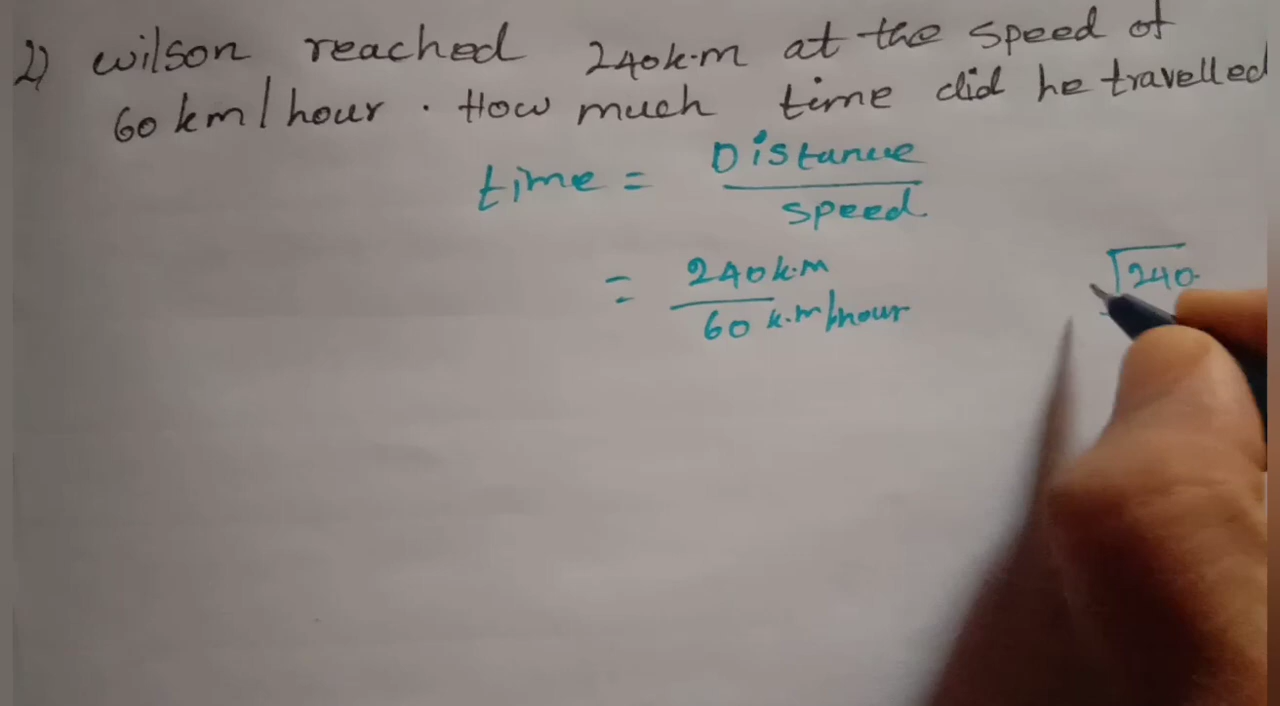 2) wilson reached 240k.m at the speed of
60 km/hour. How much time did he travelled
time = Distance
speed
= 240k.m
60 k.m/hour
240